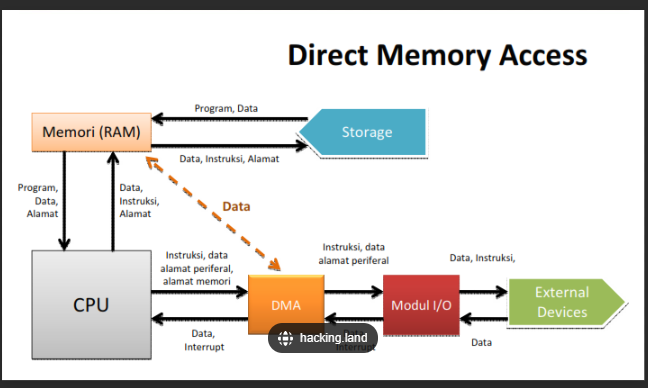 Direct Memory Access
Program, Data
Memori (RAM)
Storage
Data, Instruksi, Alamat
Program,
Data,
Alamat
Data,
Instruksi,
Alamat
Data
Instruksi, data
alamat periferal,
alamat memori
Instruksi, data
alamat periferal
Data, Instruksi,
CPU
DMA
Modul I/O
External
Devices
Data,
Interrupt
Data,
Interrupt
Data
hacking.land